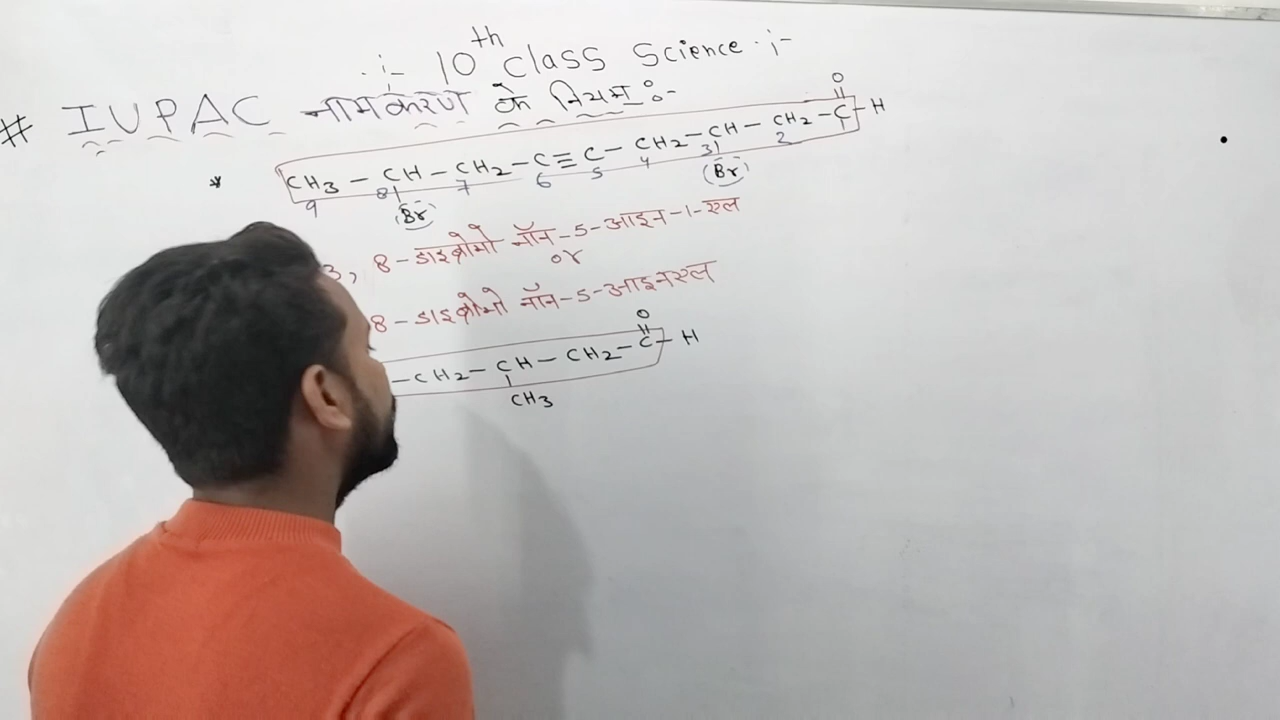 :- 10th Class Science :-
# IUPAC नामकरण के नियम :-
O
* CH3 – CH – CH2 – C ≡ C – CH2 – CH – CH2 – C – H
9 8 7 6 5 4 3 2 1
Br Br
3, 8-डाइब्रोमो नॉन-5-आइन-1-एल
or
8-डाइब्रोमो नॉन-5-आइनएल
O
– CH2 – CH – CH2 – C – H
CH3